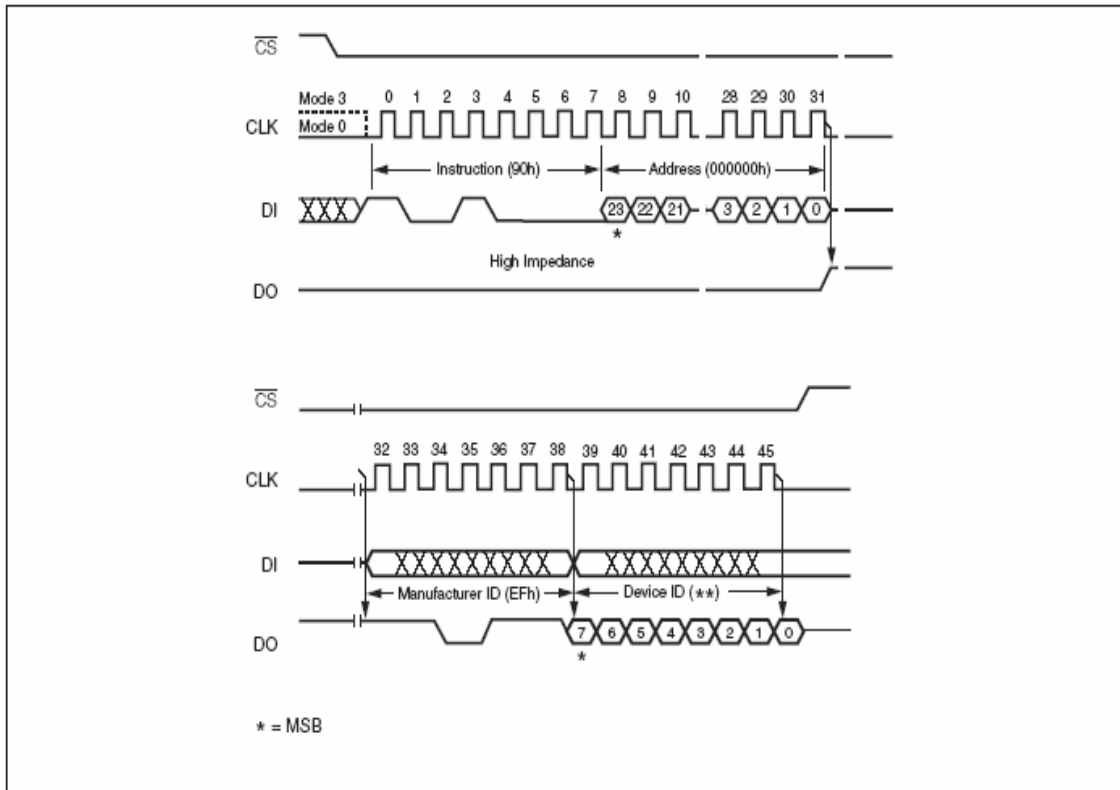 CS
Mode 3
0 1 2 3 4 5 6 7 8 9 10 28 29 30 31
CLK
Mode 0
Instruction (90h) Address (000000h)
DI
23 22 21 3 2 1 0
*
High Impedance
DO
CS
32 33 34 35 36 37 38 39 40 41 42 43 44 45
CLK
DI
Manufacturer ID (EFh) Device ID (**)
DO
7 6 5 4 3 2 1 0
*
* = MSB